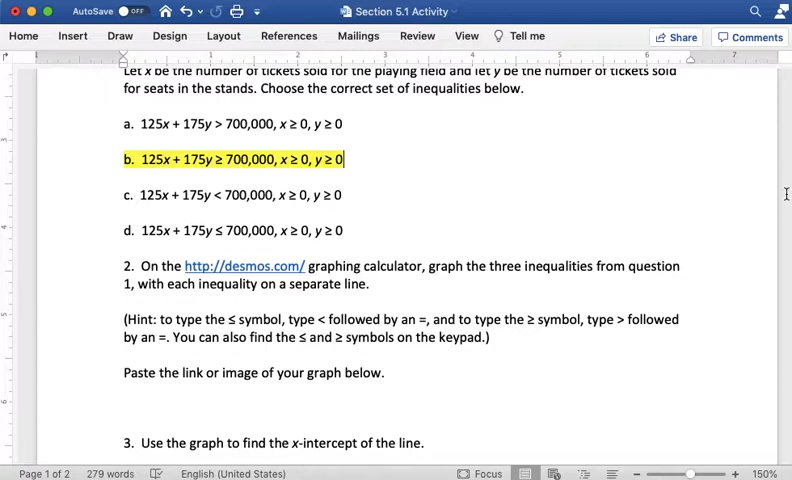 AutoSave OFF Section 5.1 Activity
Home Insert Draw Design Layout References Mailings Review View Tell me Share Comments
1 1 2 3 4 5 6 7
Let x be the number of tickets sold for the playing field and let y be the number of tickets sold
for seats in the stands. Choose the correct set of inequalities below.
a. 125x + 175y > 700,000, x ≥ 0, y ≥ 0
b. 125x + 175y ≥ 700,000, x ≥ 0, y ≥ 0
c. 125x + 175y < 700,000, x ≥ 0, y ≥ 0
d. 125x + 175y ≤ 700,000, x ≥ 0, y ≥ 0
2. On the http://desmos.com/ graphing calculator, graph the three inequalities from question
1, with each inequality on a separate line.
(Hint: to type the ≤ symbol, type < followed by an =, and to type the ≥ symbol, type > followed
by an =. You can also find the ≤ and ≥ symbols on the keypad.)
Paste the link or image of your graph below.
3. Use the graph to find the x-intercept of the line.
Page 1 of 2 279 words English (United States) Focus 150%